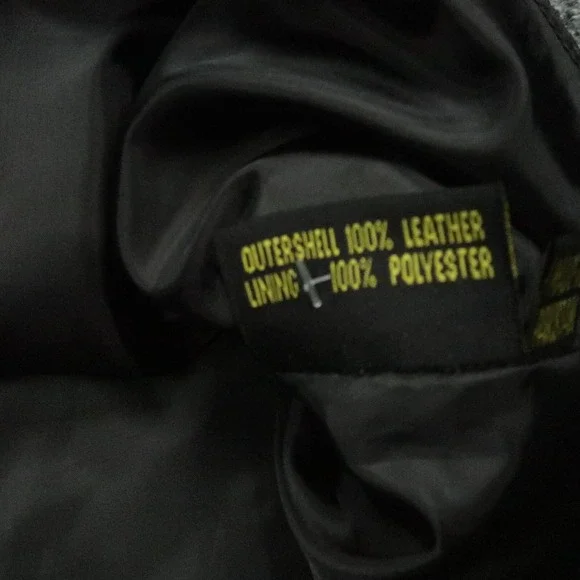 OUTERSHELL 100% LEATHER
LINING 100% POLYESTER